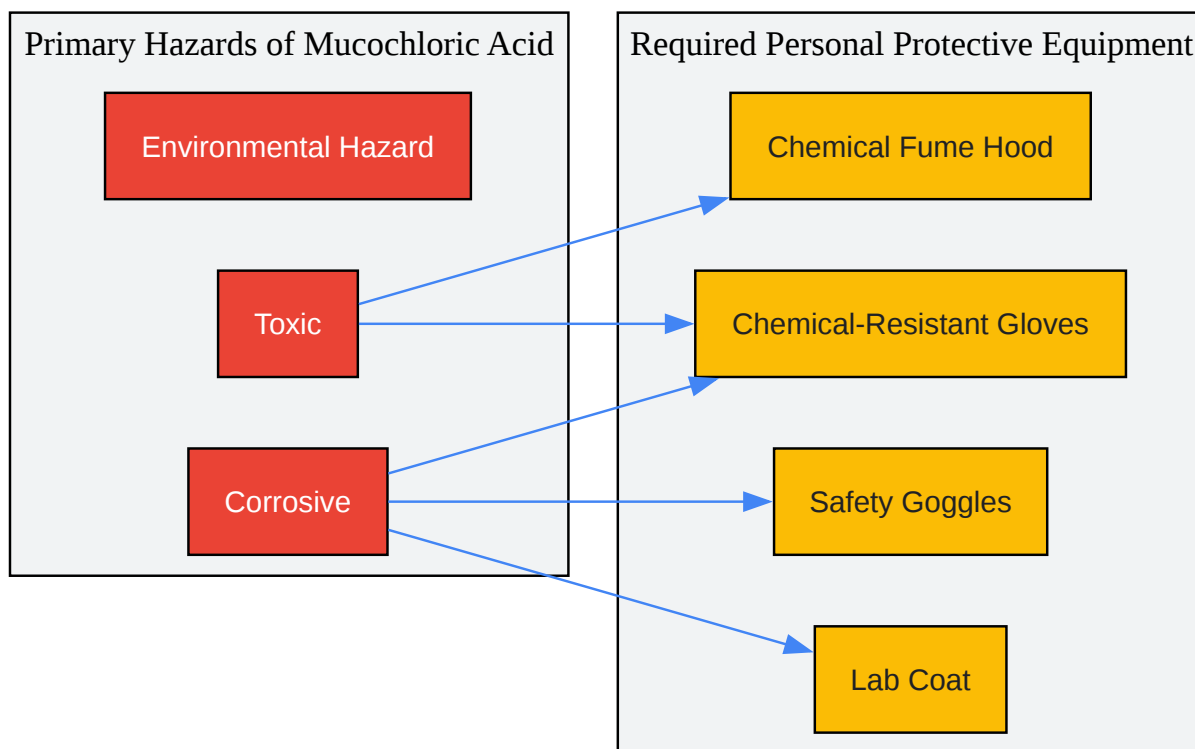 Primary Hazards of Mucochloric Acid
Environmental Hazard
Toxic
Corrosive
Required Personal Protective Equipment
Chemical Fume Hood
Chemical-Resistant Gloves
Safety Goggles
Lab Coat